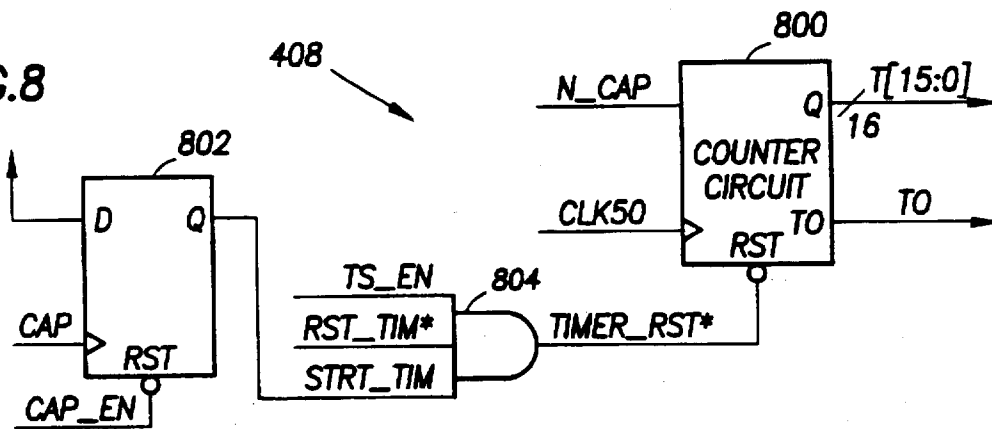 G.8
408
800
N_CAP
Q
T[15:0]
16
COUNTER
CIRCUIT
CLK50
TO
TO
RST
802
D
Q
CAP
RST
CAP_EN
TS_EN
804
RST_TIM*
STRT_TIM
TIMER_RST*